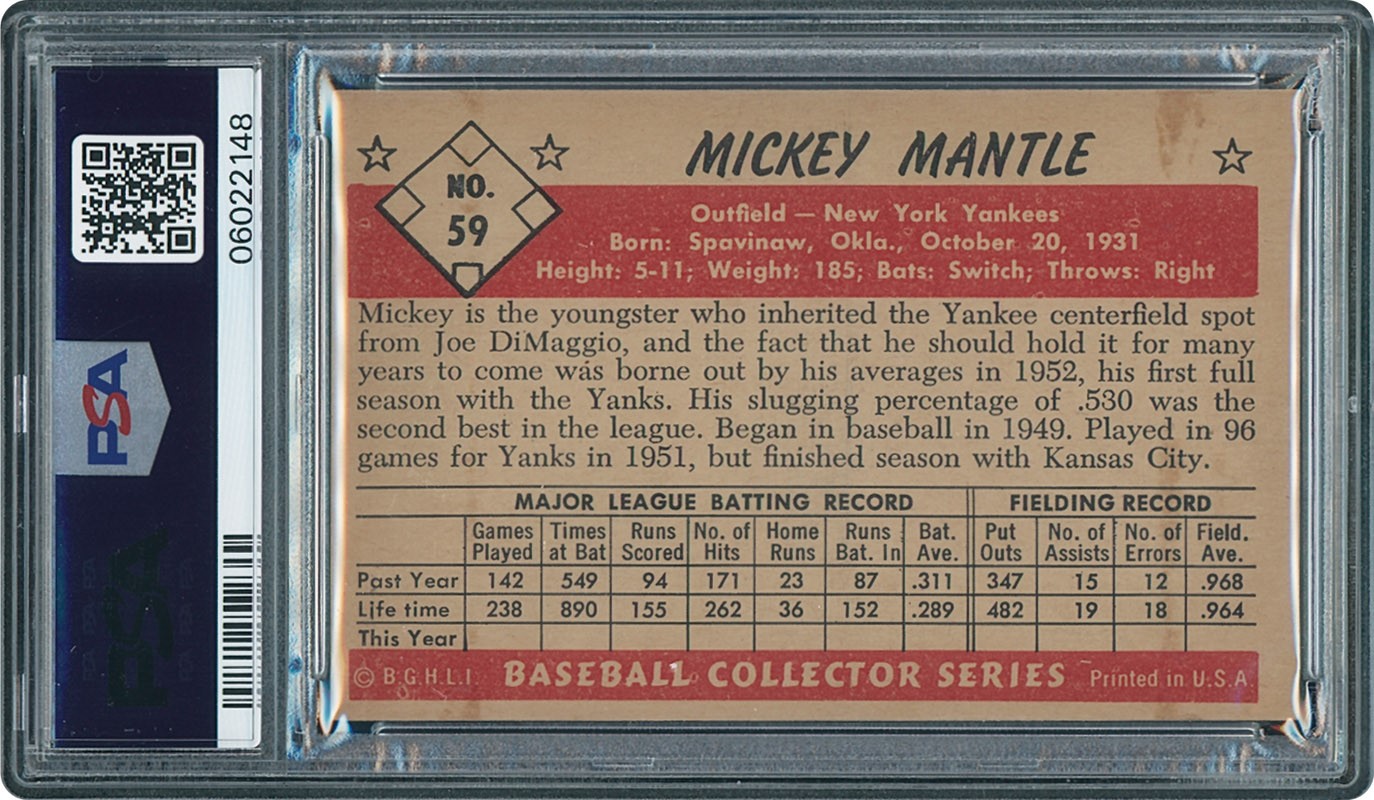 06022148
PSA
PSA
NO.
59
MICKEY MANTLE
Outfield — New York Yankees
Born: Spavinaw, Okla., October 20, 1931
Height: 5-11; Weight: 185; Bats: Switch; Throws: Right
Mickey is the youngster who inherited the Yankee centerfield spot
from Joe DiMaggio, and the fact that he should hold it for many
years to come was borne out by his averages in 1952, his first full
season with the Yanks. His slugging percentage of .530 was the
second best in the league. Began in baseball in 1949. Played in 96
games for Yanks in 1951, but finished season with Kansas City.
MAJOR LEAGUE BATTING RECORD FIELDING RECORD
Games Times Runs No. of Home Runs Bat. Put No. of No. of Field.
Played at Bat Scored Hits Runs Bat. In Ave. Outs Assists Errors Ave.
Past Year 142 549 94 171 23 87 .311 347 15 12 .968
Life time 238 890 155 262 36 152 .289 482 19 18 .964
This Year
© B.G.H.L.I. BASEBALL COLLECTOR SERIES Printed in U.S.A.